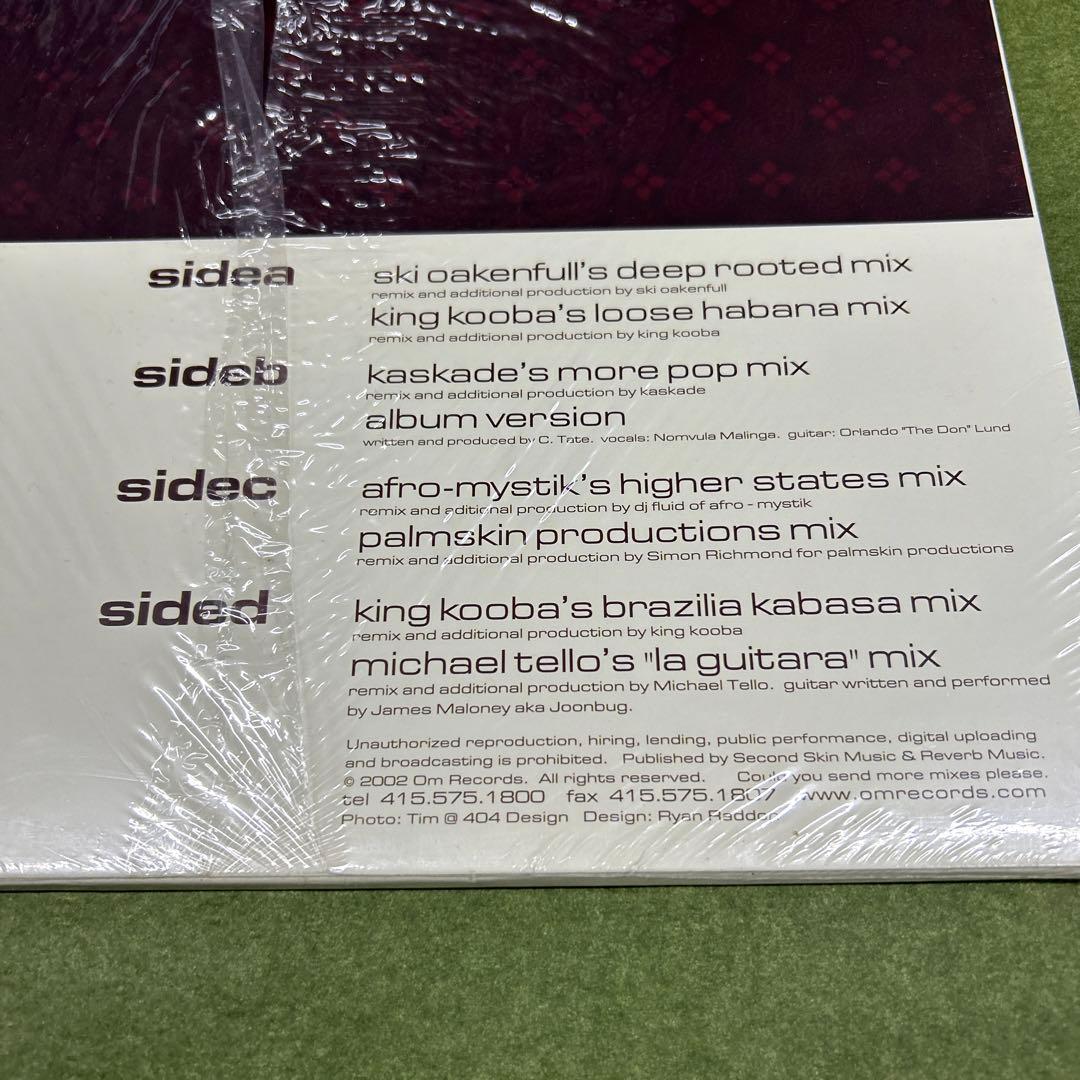 sidea ski oakenfull's deep rooted mix
remix and additional production by ski oakenfull
king kooba's loose habana mix
remix and additional production by king kooba
sideb kaskade's more pop mix
remix and additional production by kaskade
album version
written and produced by C. Tate. vocals: Nomvula Malinga. guitar: Orlando "The Don" Lund
sidec afro-mystik's higher states mix
remix and aditional production by dj fluid of afro - mystik
palmskin productions mix
remix and additional production by Simon Richmond for palmskin productions
sided king kooba's brazilia kabasa mix
remix and additional production by king kooba
michael tello's "la guitara" mix
remix and additional production by Michael Tello. guitar written and performed
by James Maloney aka Joonbug.
Unauthorized reproduction, hiring, lending, public performance, digital uploading
and broadcasting is prohibited. Published by Second Skin Music & Reverb Music.
© 2002 Om Records. All rights reserved. Could you send more mixes please.
tel 415.575.1800 fax 415.575.1807 www.omrecords.com
Photo: Tim @ 404 Design Design: Ryan